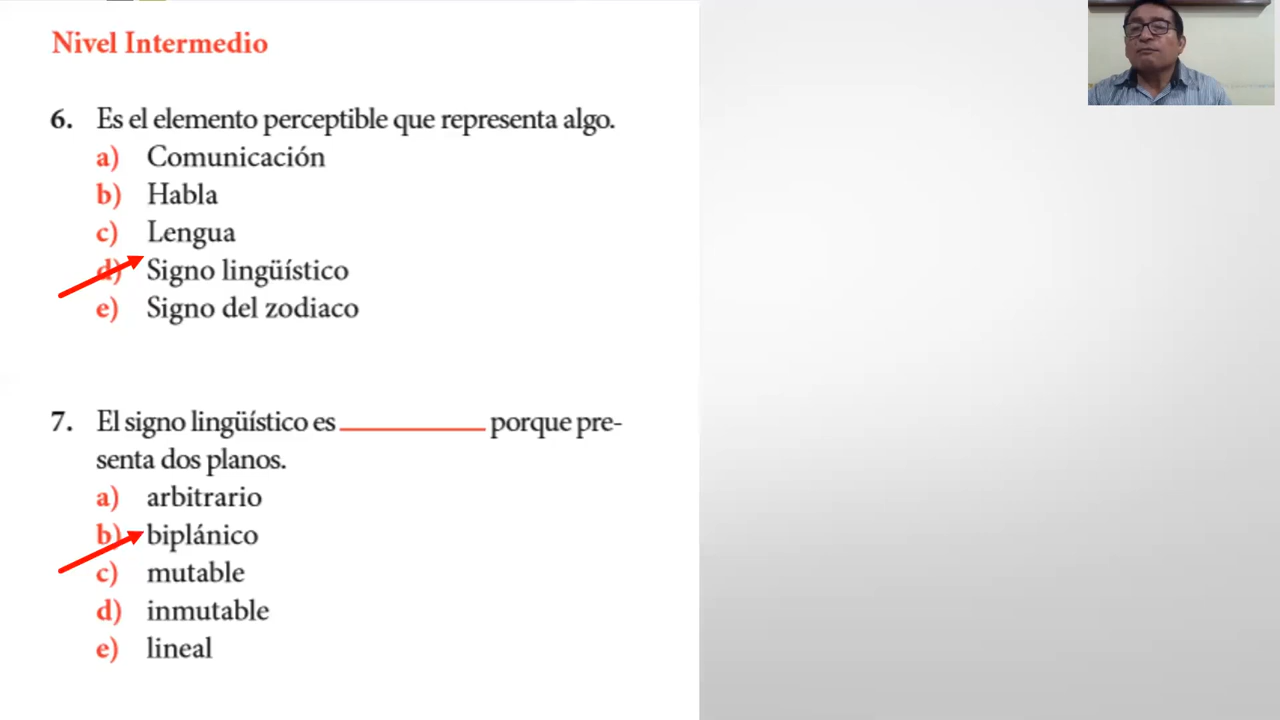 Nivel Intermedio
6. Es el elemento perceptible que representa algo.
a) Comunicación
b) Habla
c) Lengua
d) Signo lingüístico
e) Signo del zodiaco
7. El signo lingüístico es __________ porque pre-
senta dos planos.
a) arbitrario
b) biplánico
c) mutable
d) inmutable
e) lineal